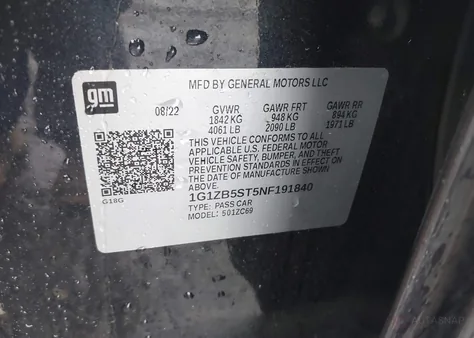 MFD BY GENERAL MOTORS LLC
gm
08/22 GVWR GAWR FRT GAWR RR
1842 KG 948 KG 894 KG
4061 LB 2090 LB 1971 LB
THIS VEHICLE CONFORMS TO ALL
APPLICABLE U.S. FEDERAL MOTOR
VEHICLE SAFETY, BUMPER, AND THEFT
PREVENTION STANDARDS IN EFFECT ON
THE DATE OF MANUFACTURE SHOWN
ABOVE.
G18G
1G1ZB5ST5NF191840
TYPE: PASS CAR
MODEL: 501ZC69